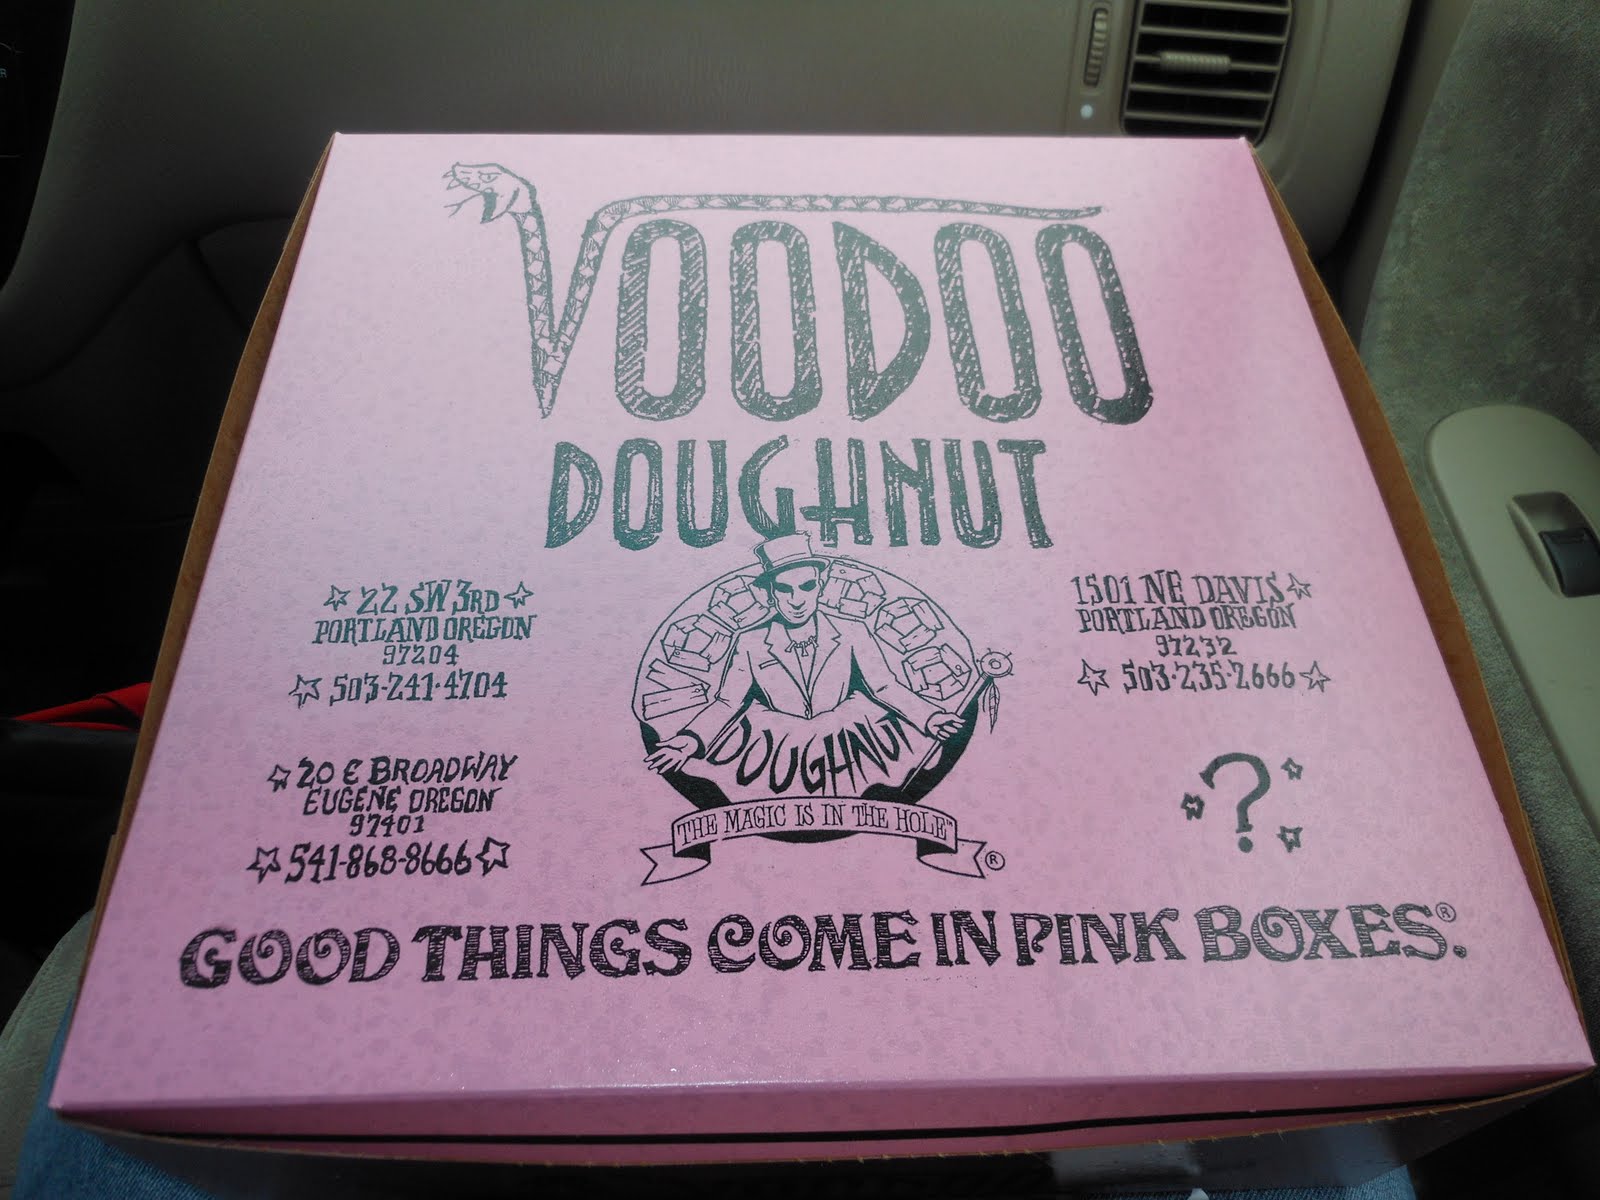 VOODOO
DOUGHNUT
22 SW 3RD
PORTLAND OREGON
97204
503-241-4704
1501 NE DAVIS
PORTLAND OREGON
97232
503-235-2666
20 E BROADWAY
EUGENE, OREGON
97401
541-868-8666
?
DOUGHNUT
THE MAGIC IS IN THE HOLE™
®
GOOD THINGS COME IN PINK BOXES®.